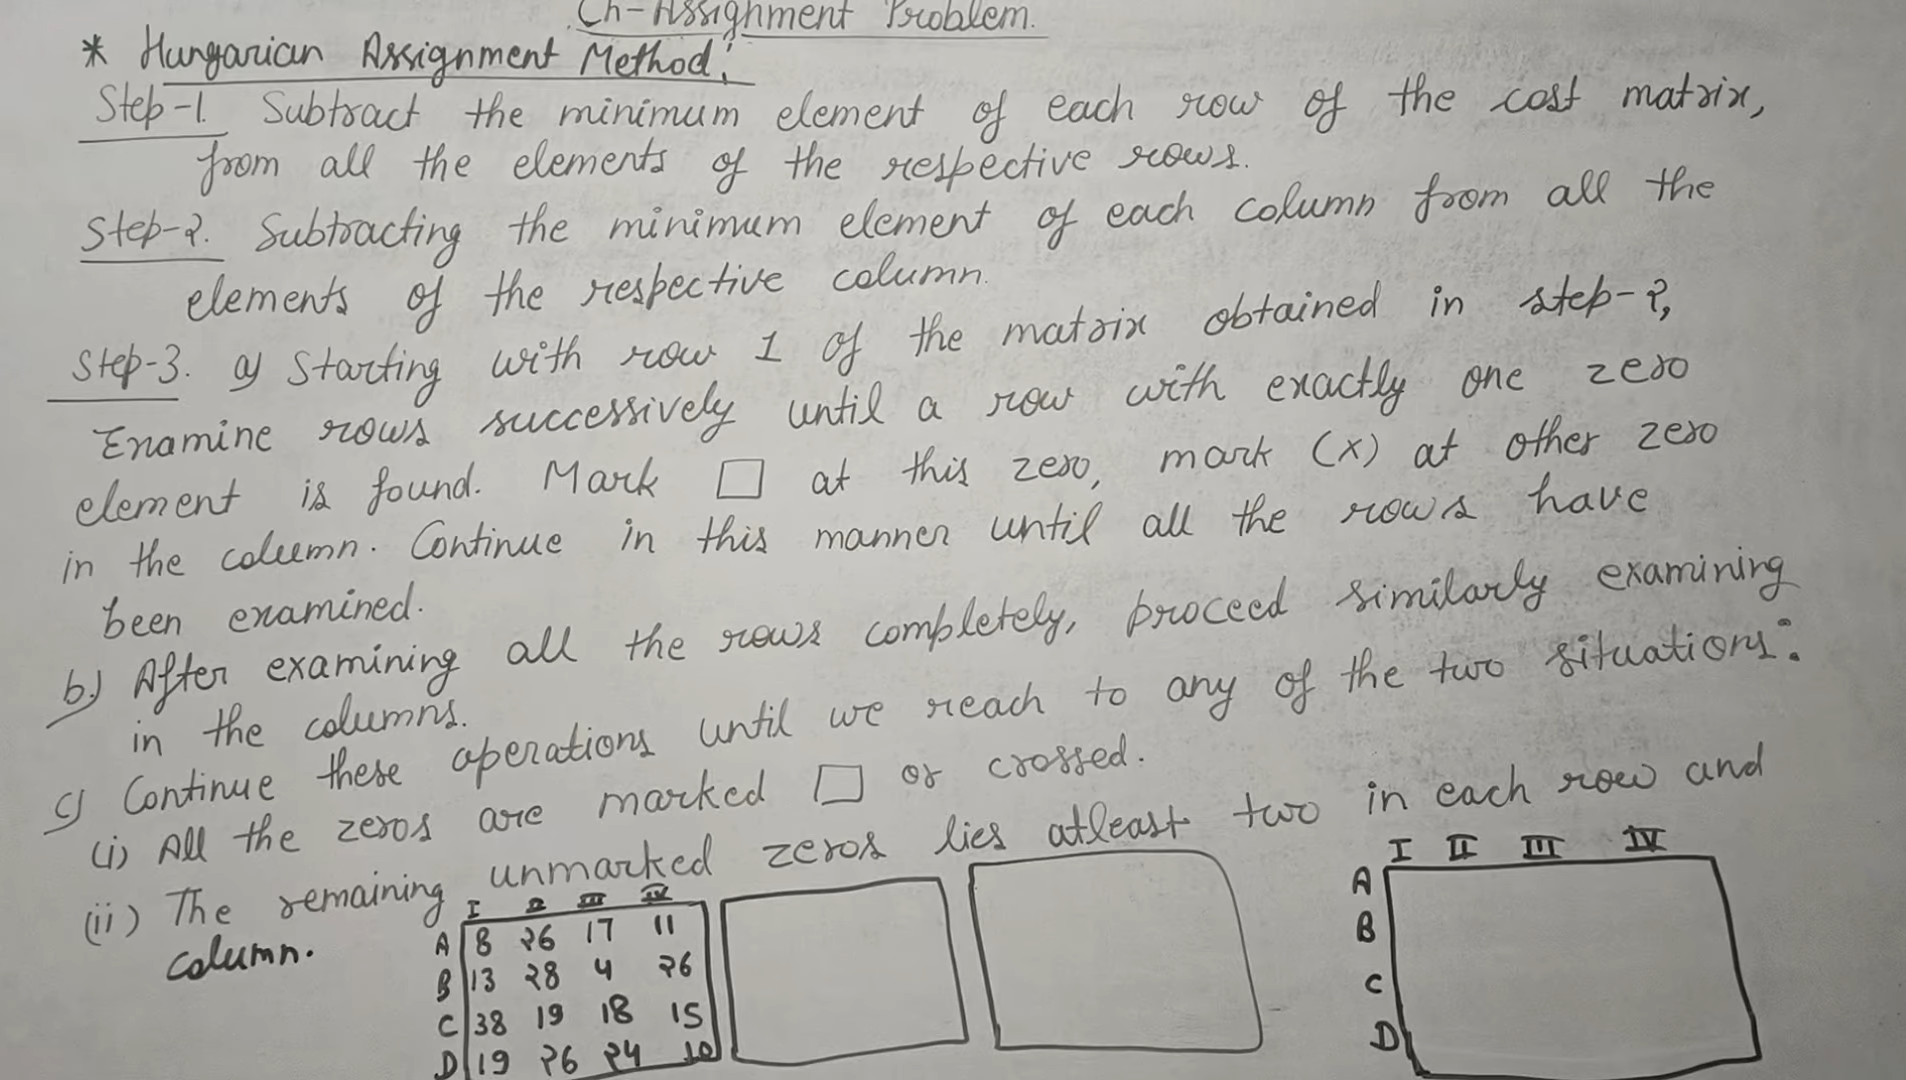 Ch-Assignment Problem.
* Hungarian Assignment Method:
Step-1. Subtract the minimum element of each row of the cost matrix,
from all the elements of the respective rows.
Step-2. Subtracting the minimum element of each column from all the
elements of the respective column.
Step-3. a) Starting with row 1 of the matrix obtained in step-2,
Examine rows successively until a row with exactly one zero
element is found. Mark □ at this zero, mark (x) at other zero
in the column. Continue in this manner until all the rows have
been examined.
b) After examining all the rows completely, proceed similarly examining
in the columns.
c) Continue these operations until we reach to any of the two situations:
(i) All the zeros are marked □ or crossed.
(ii) The remaining unmarked zeros lies atleast two in each row and
column.
I II III IV
A 8 26 17 11
B 13 28 4 26
C 38 19 18 15
D 19 26 24 10
I II III IV
A
B
C
D